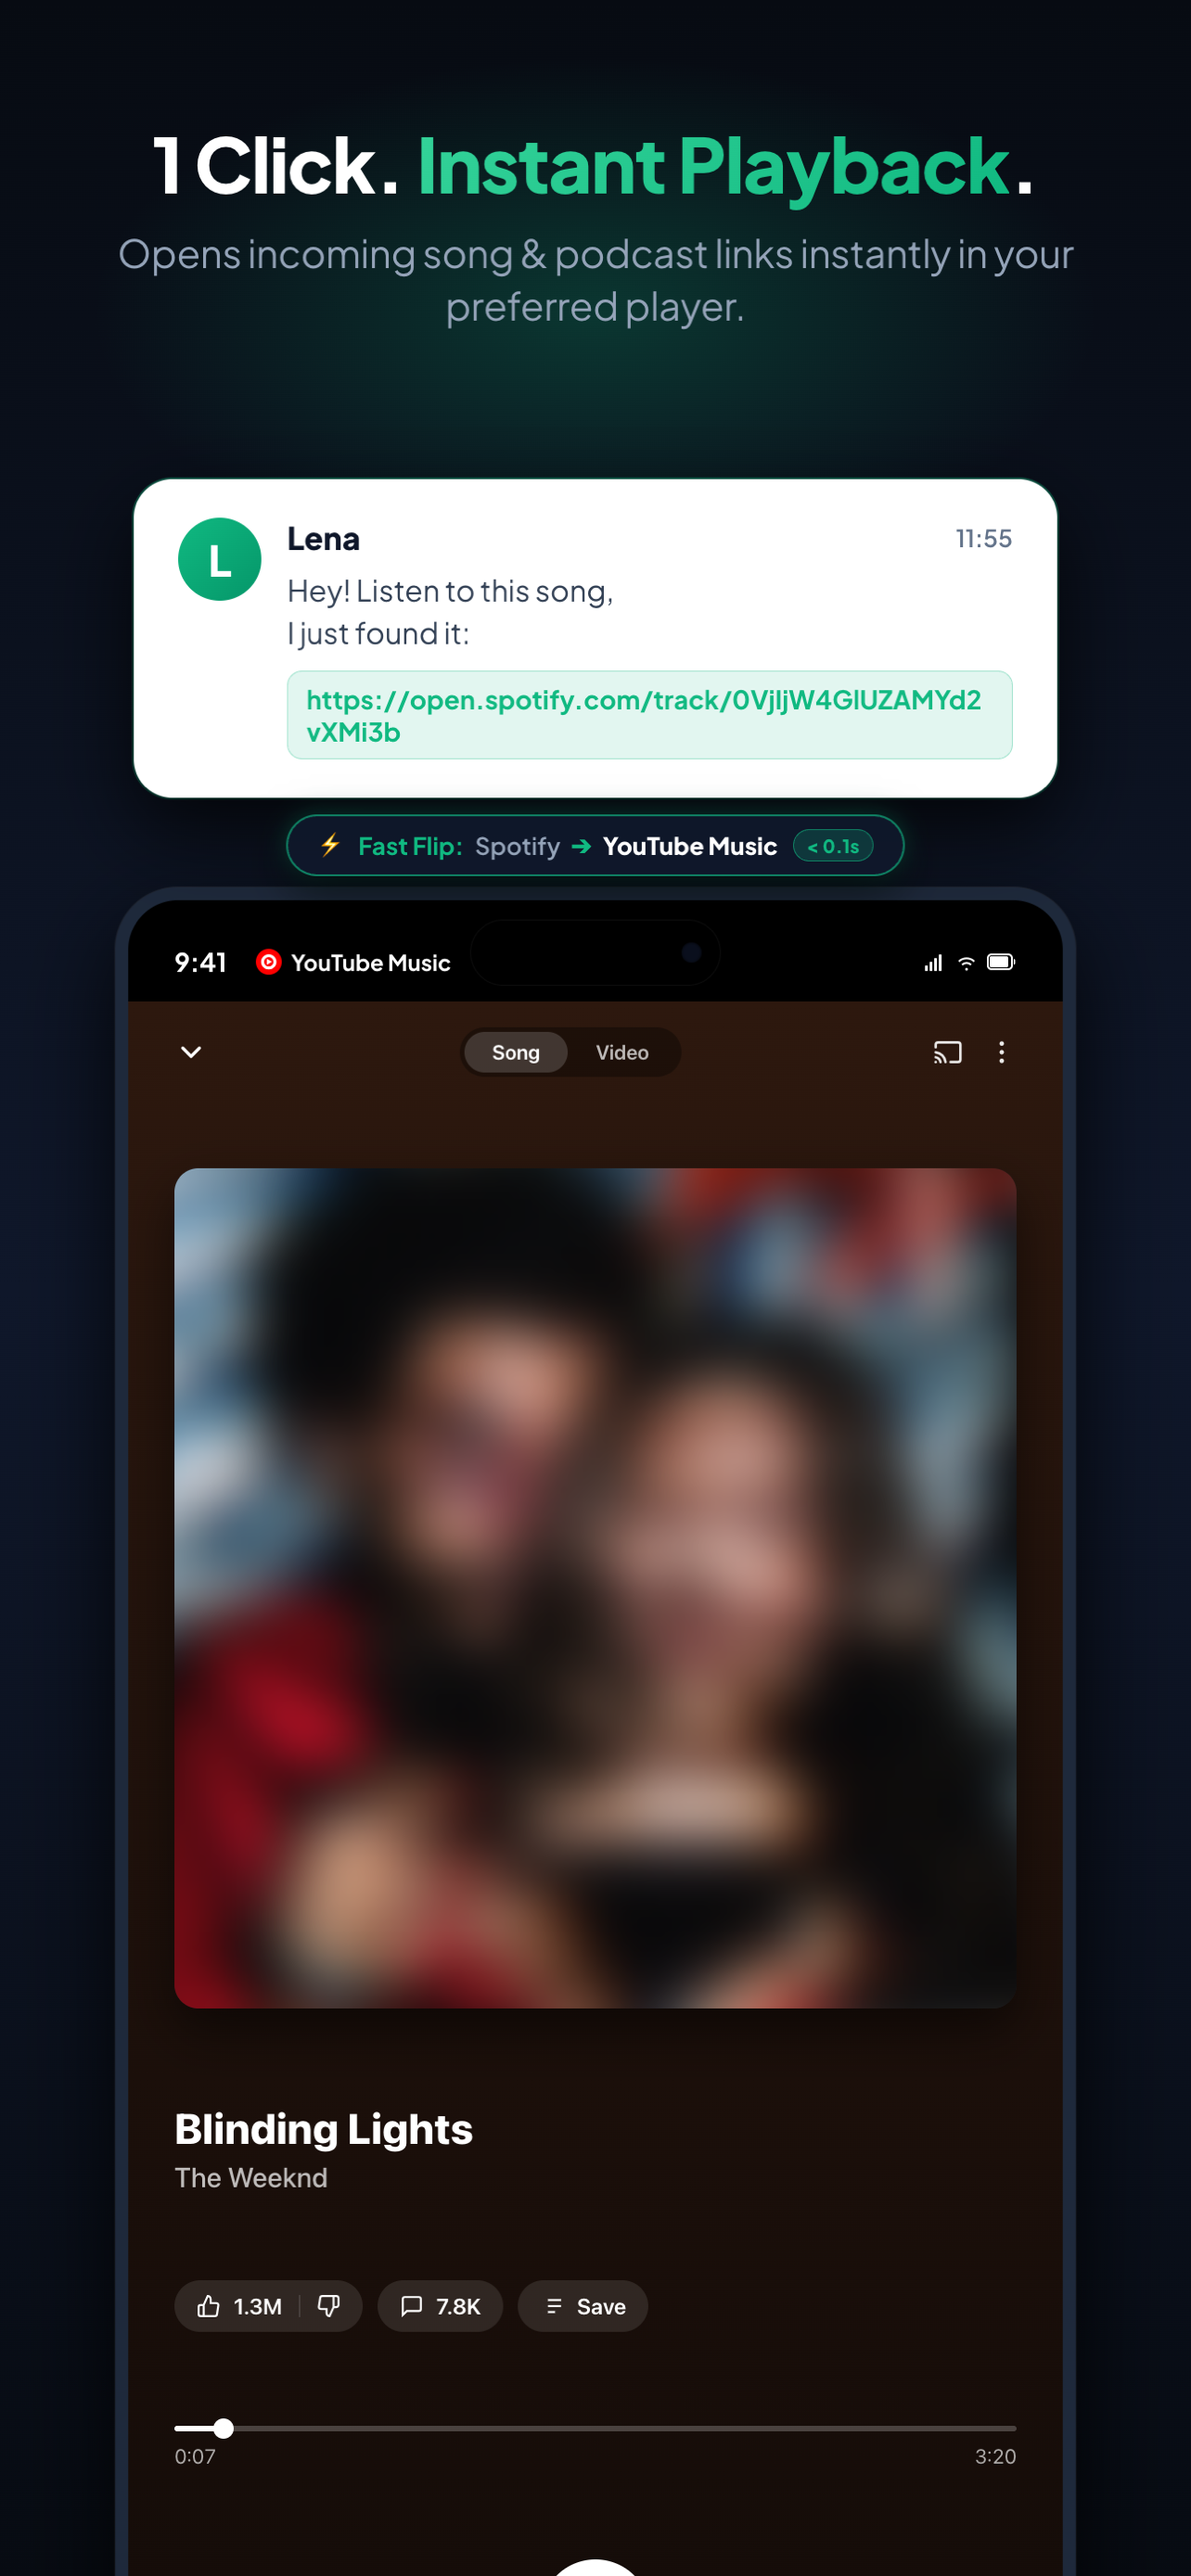 1 Click. Instant Playback.
Opens incoming song & podcast links instantly in your
preferred player.
L
Lena
11:55
Hey! Listen to this song,
I just found it:
https://open.spotify.com/track/0VjIjW4GlUZAMYd2
vXMi3b
⚡ Fast Flip: Spotify ➔ YouTube Music < 0.1s
9:41 YouTube Music
Song Video
Blinding Lights
The Weeknd
1.3M 7.8K Save
0:07 3:20